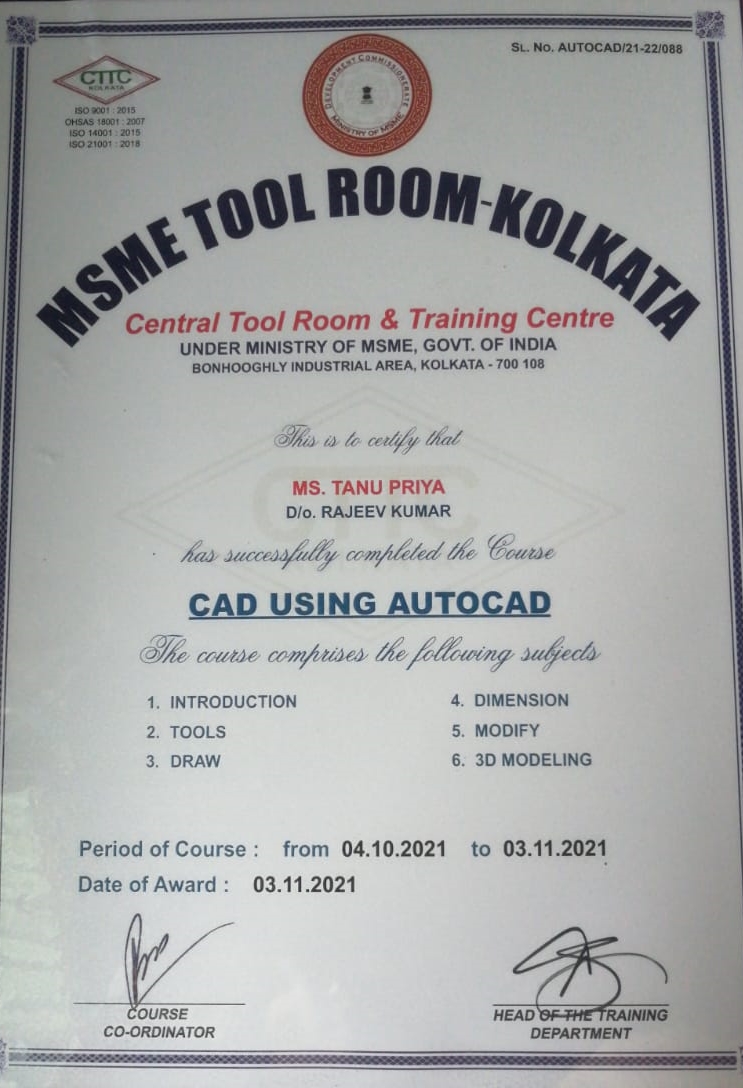 SL. No. AUTOCAD/21-22/088
CTTC
KOLKATA
ISO 9001 : 2015
OHSAS 18001 : 2007
ISO 14001 : 2015
ISO 21001 : 2018
DEVELOPMENT COMMISSIONERATE
MINISTRY OF MSME
MSME TOOL ROOM-KOLKATA
Central Tool Room & Training Centre
UNDER MINISTRY OF MSME, GOVT. OF INDIA
BONHOOGHLY INDUSTRIAL AREA, KOLKATA - 700 108
This is to certify that
MS. TANU PRIYA
D/o. RAJEEV KUMAR
has successfully completed the Course
CAD USING AUTOCAD
The course comprises the following subjects
1. INTRODUCTION
2. TOOLS
3. DRAW
4. DIMENSION
5. MODIFY
6. 3D MODELING
Period of Course : from 04.10.2021 to 03.11.2021
Date of Award : 03.11.2021
COURSE
CO-ORDINATOR
HEAD OF THE TRAINING
DEPARTMENT